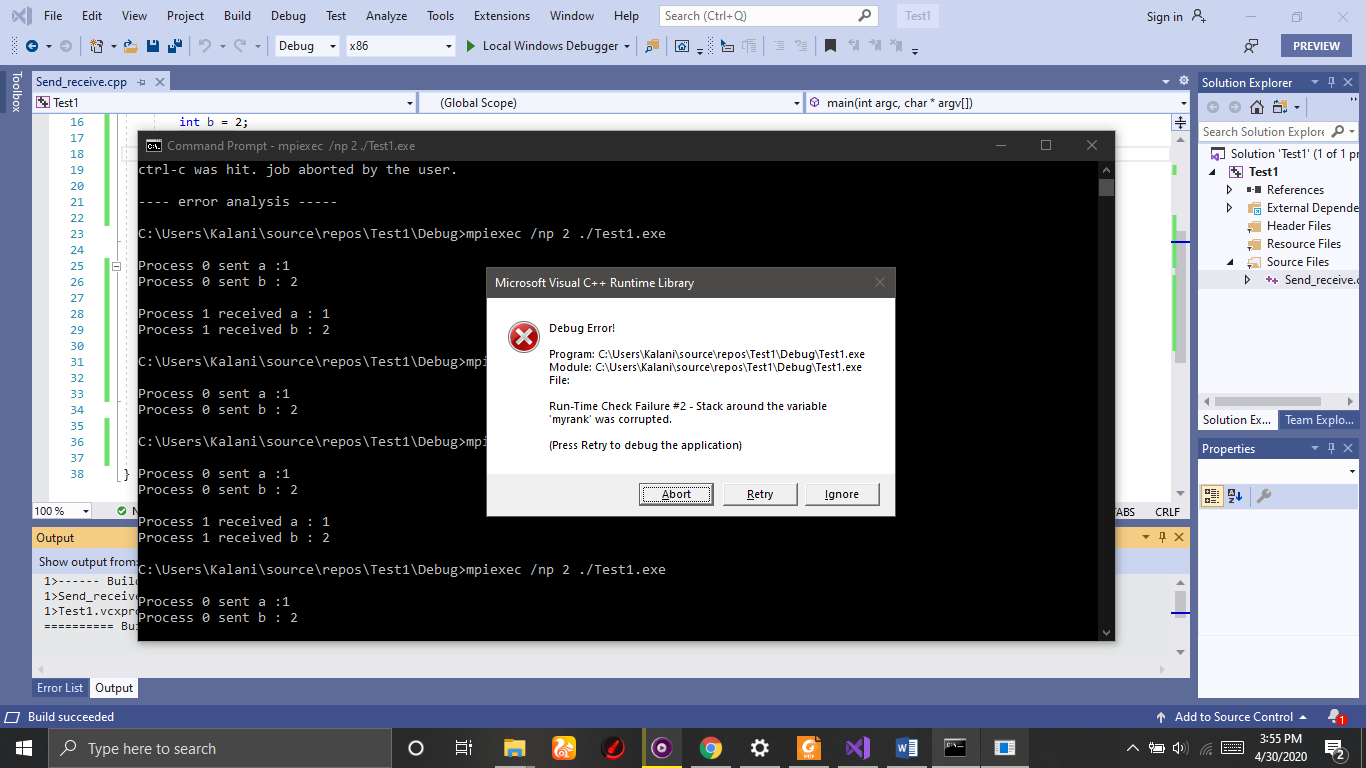 File Edit View Project Build Debug Test Analyze Tools Extensions Window Help Search (Ctrl+Q) Test1 Sign in
Debug x86 Local Windows Debugger PREVIEW
Toolbox
Send_receive.cpp
Test1 (Global Scope) main(int argc, char * argv[])
16 int b = 2;
17
18
19
20
21
22
23
24
25
26
27
28
29
30
31
32
33
34
35
36
37
38 }
100 %
TABS CRLF
Command Prompt - mpiexec /np 2 ./Test1.exe
ctrl-c was hit. job aborted by the user.
---- error analysis -----
C:\Users\Kalani\source\repos\Test1\Debug>mpiexec /np 2 ./Test1.exe
Process 0 sent a :1
Process 0 sent b : 2
Process 1 received a : 1
Process 1 received b : 2
C:\Users\Kalani\source\repos\Test1\Debug>mpi
Process 0 sent a :1
Process 0 sent b : 2
C:\Users\Kalani\source\repos\Test1\Debug>mpi
Process 0 sent a :1
Process 0 sent b : 2
Process 1 received a : 1
Process 1 received b : 2
C:\Users\Kalani\source\repos\Test1\Debug>mpiexec /np 2 ./Test1.exe
Process 0 sent a :1
Process 0 sent b : 2
Microsoft Visual C++ Runtime Library
Debug Error!
Program: C:\Users\Kalani\source\repos\Test1\Debug\Test1.exe
Module: C:\Users\Kalani\source\repos\Test1\Debug\Test1.exe
File:
Run-Time Check Failure #2 - Stack around the variable
'myrank' was corrupted.
(Press Retry to debug the application)
Abort Retry Ignore
Solution Explorer
Search Solution Explore
Solution 'Test1' (1 of 1 pr
Test1
References
External Depende
Header Files
Resource Files
Source Files
Send_receive.c
Solution Ex... Team Explo...
Properties
Output
Show output from:
1>------ Build
1>Send_receive
1>Test1.vcxpro
========== Bui
Error List Output
Build succeeded Add to Source Control 1
Type here to search
3:55 PM
4/30/2020
2